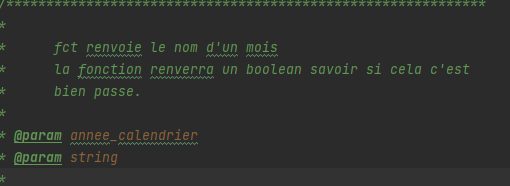 /************************************************************
*
*      fct renvoie le nom d'un mois
*      la fonction renverra un boolean savoir si cela c'est
*      bien passe.
*
* @param annee_calendrier
* @param string
*